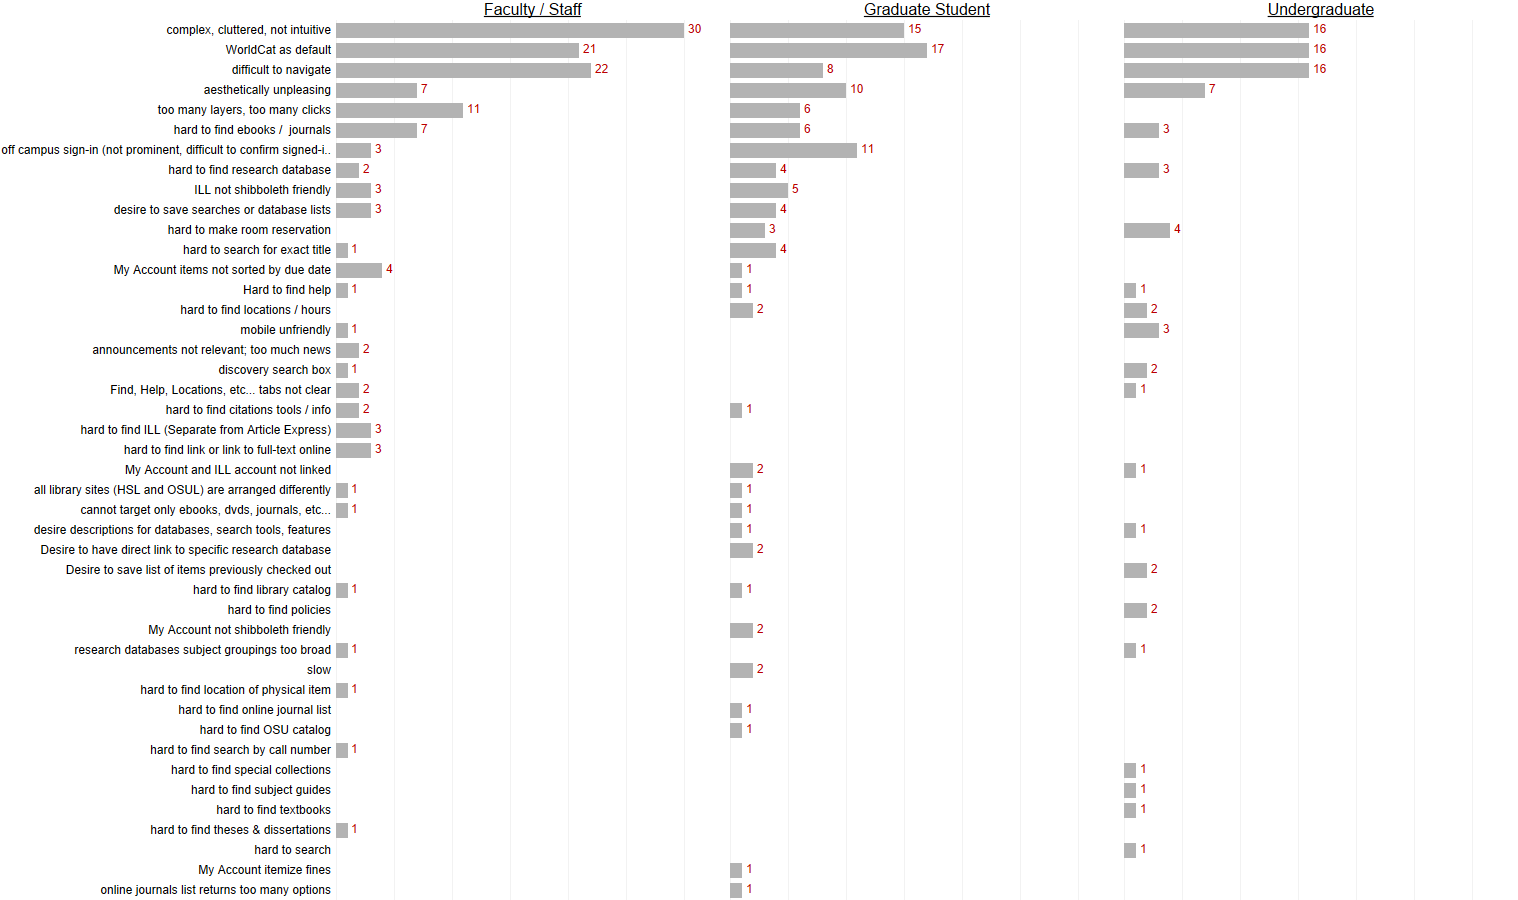 Faculty / Staff Graduate Student Undergraduate
complex, cluttered, not intuitive 30 15 16
WorldCat as default 21 17 16
difficult to navigate 22 8 16
aesthetically unpleasing 7 10 7
too many layers, too many clicks 11 6
hard to find ebooks / journals 7 6 3
off campus sign-in (not prominent, difficult to confirm signed-i.. 3 11
hard to find research database 2 4 3
ILL not shibboleth friendly 3 5
desire to save searches or database lists 3 4
hard to make room reservation 3 4
hard to search for exact title 1 4
My Account items not sorted by due date 4 1
Hard to find help 1 1 1
hard to find locations / hours 2 2
mobile unfriendly 1 3
announcements not relevant; too much news 2
discovery search box 1 2
Find, Help, Locations, etc... tabs not clear 2 1
hard to find citations tools / info 2 1
hard to find ILL (Separate from Article Express) 3
hard to find link or link to full-text online 3
My Account and ILL account not linked 2 1
all library sites (HSL and OSUL) are arranged differently 1 1
cannot target only ebooks, dvds, journals, etc... 1 1
desire descriptions for databases, search tools, features 1 1
Desire to have direct link to specific research database 2
Desire to save list of items previously checked out 2
hard to find library catalog 1 1
hard to find policies 2
My Account not shibboleth friendly 2
research databases subject groupings too broad 1 1
slow 2
hard to find location of physical item 1
hard to find online journal list 1
hard to find OSU catalog 1
hard to find search by call number 1
hard to find special collections 1
hard to find subject guides 1
hard to find textbooks 1
hard to find theses & dissertations 1
hard to search 1
My Account itemize fines 1
online journals list returns too many options 1